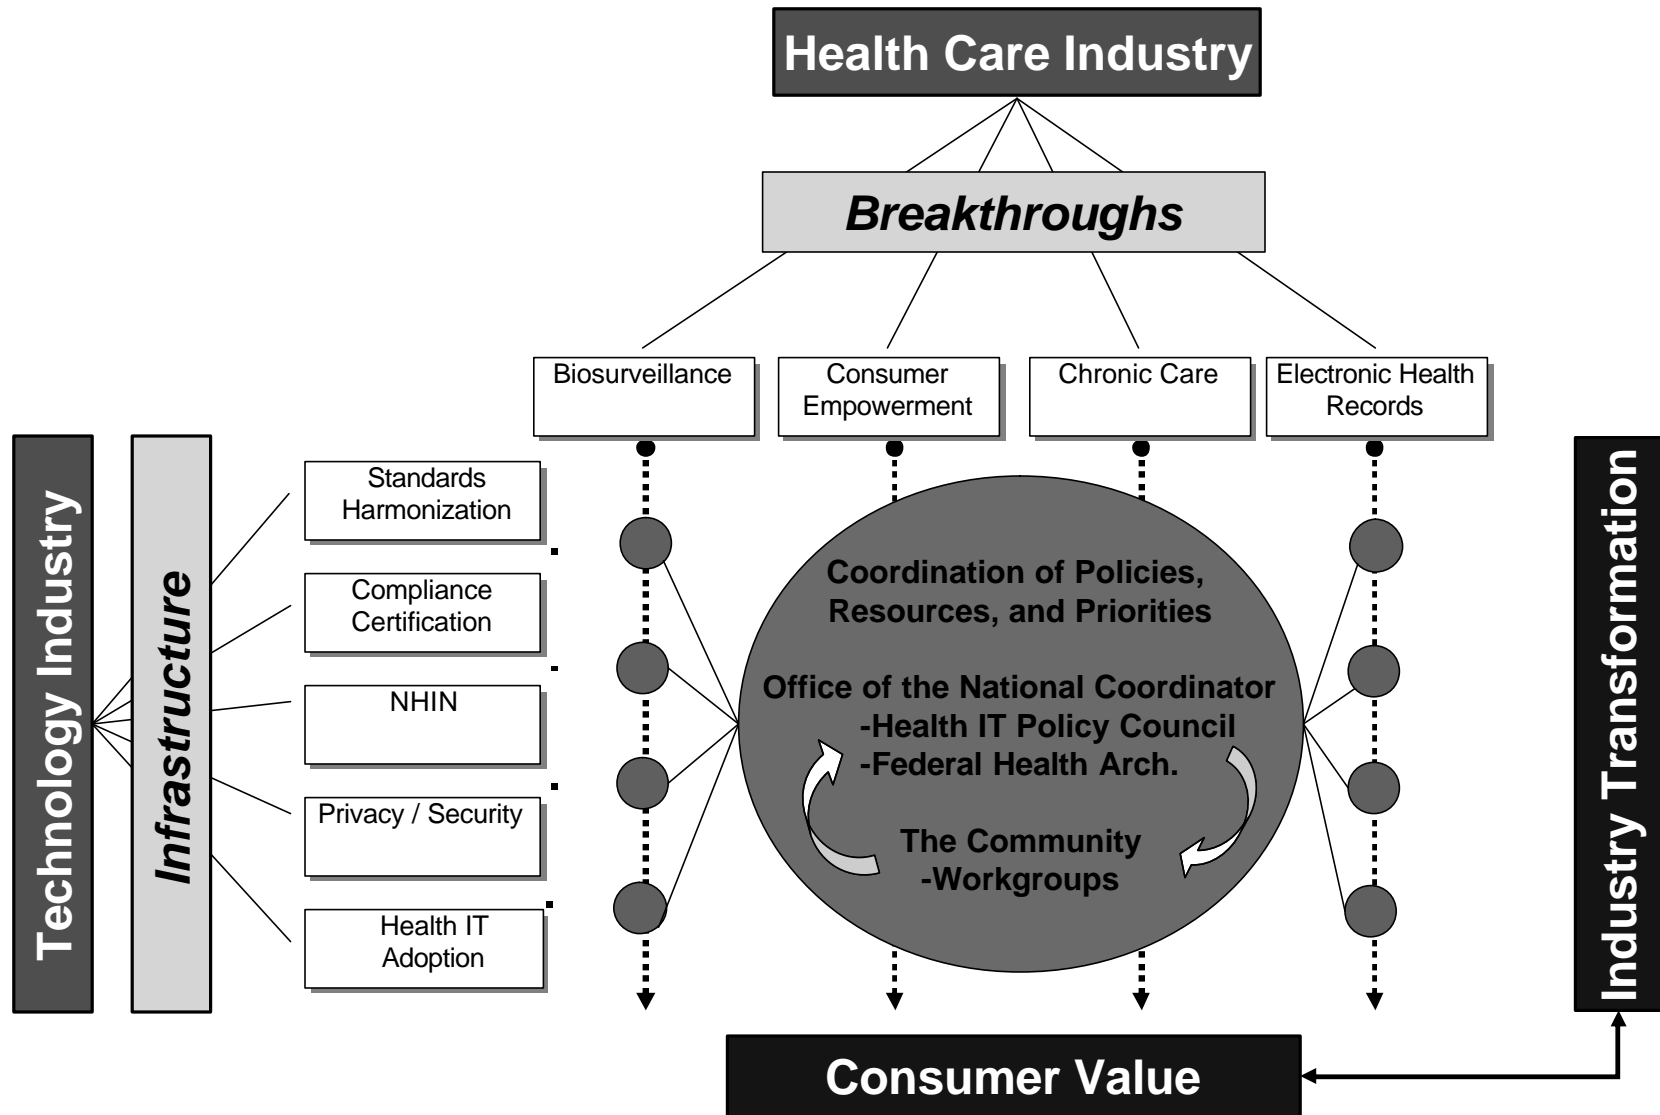 Health Care Industry
Breakthroughs
Biosurveillance
Consumer
Empowerment
Chronic Care
Electronic Health
Records
Technology Industry
Infrastructure
Standards
Harmonization
Compliance
Certification
NHIN
Privacy / Security
Health IT
Adoption
Coordination of Policies,
Resources, and Priorities
Office of the National Coordinator
-Health IT Policy Council
-Federal Health Arch.
The Community
-Workgroups
Industry Transformation
Consumer Value